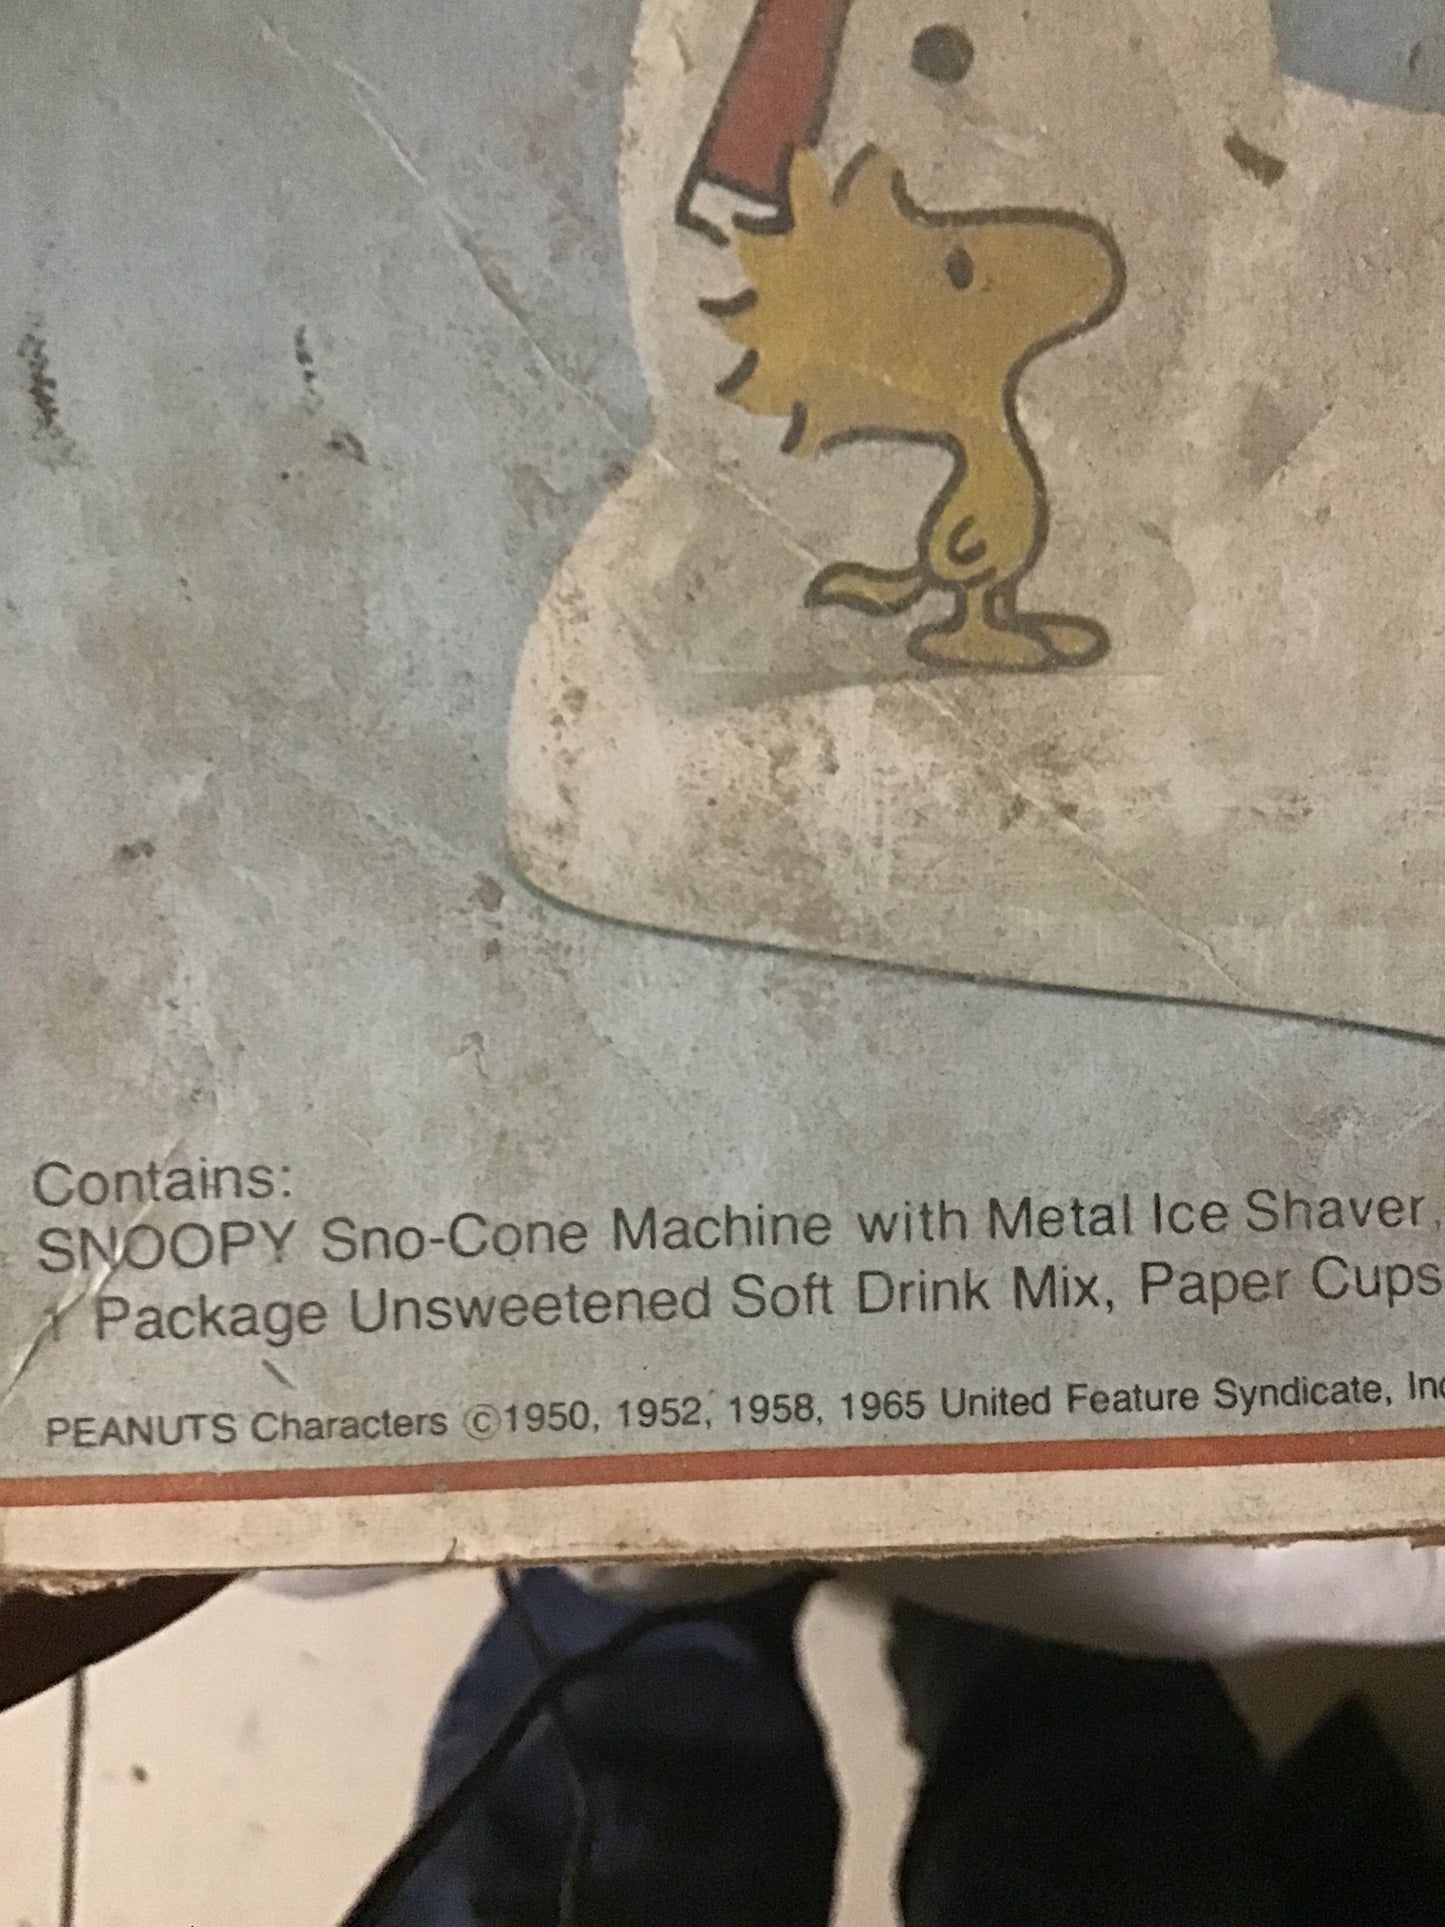 Contains:
SNOOPY Sno-Cone Machine with Metal Ice Shaver,
1 Package Unsweetened Soft Drink Mix, Paper Cups
PEANUTS Characters ©1950, 1952, 1958, 1965 United Feature Syndicate, Inc